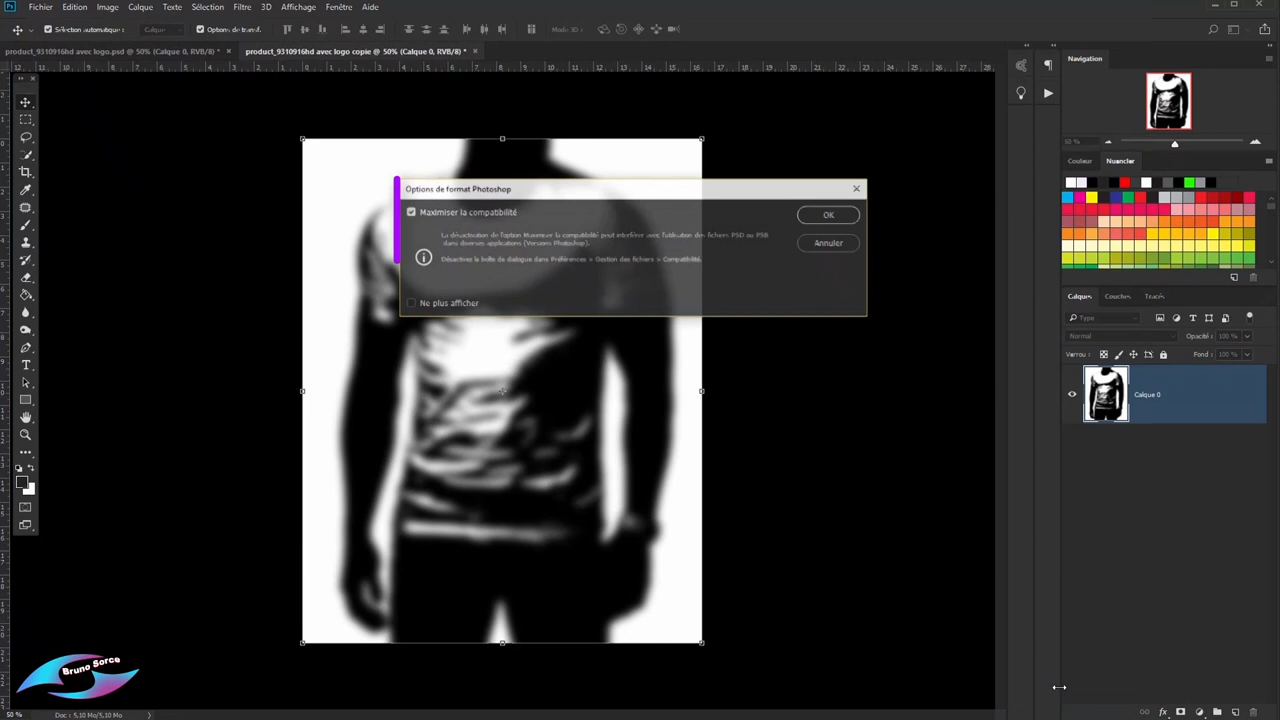 Fichier Edition Image Calque Texte Sélection Filtre 3D Affichage Fenêtre Aide
Sélection automatique : Calque Options de transf. Mode 3D :
product_9310916hd avec logo.psd @ 50% (Calque 0, RVB/8) * × product_9310916hd avec logo copie @ 50% (Calque 0, RVB/8) * ×
Navigation
50 %
Couleur Nuancier
Options de format Photoshop
Maximiser la compatibilité
OK
La désactivation de l'option Maximiser la compatibilité peut interférer avec l'utilisation des fichiers PSD ou PSB
dans diverses applications (Versions Photoshop).
Annuler
Désactivez la boîte de dialogue dans Préférences > Gestion des fichiers > Compatibilité.
Ne plus afficher
Calques Couches Tracés
Type
Normal Opacité : 100 %
Verrou : Fond : 100 %
Calque 0
Bruno Sorce
50 % Doc : 5,10 Mo/5,10 Mo